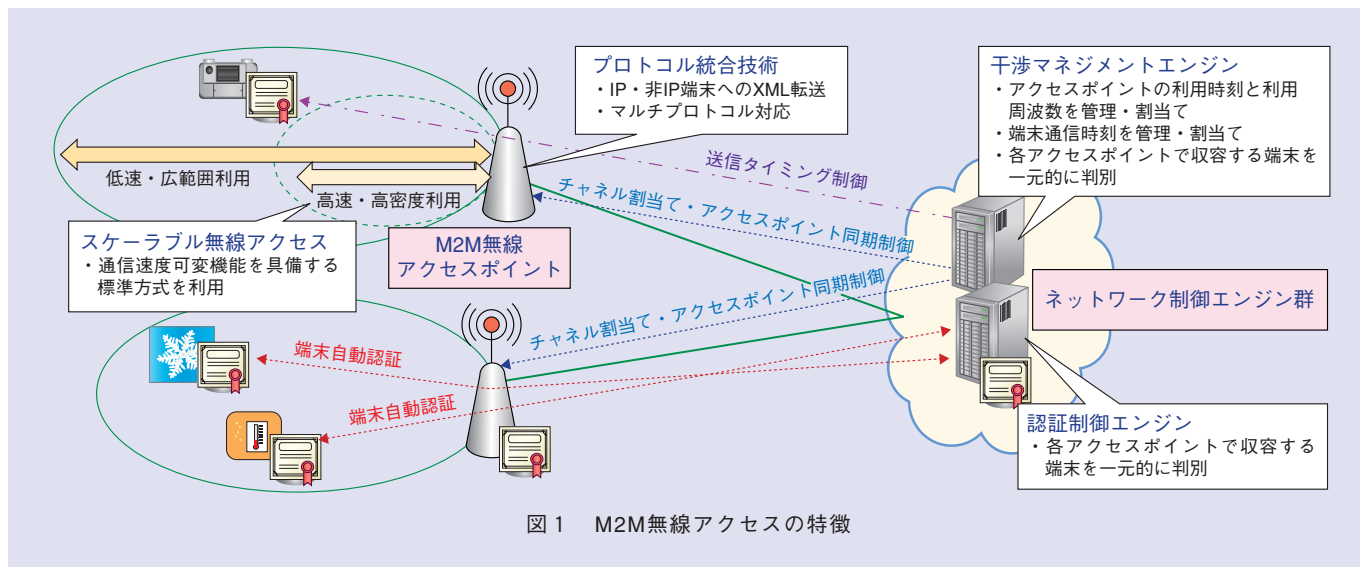 プロトコル統合技術
・IP・非IP端末へのXML転送
・マルチプロトコル対応
干渉マネジメントエンジン
・アクセスポイントの利用時刻と利用
周波数を管理・割当て
・端末通信時刻を管理・割当て
・各アクセスポイントで収容する端末を
一元的に判別
低速・広範囲利用
高速・高密度利用
送信タイミング制御
チャネル割当て・アクセスポイント同期制御
スケーラブル無線アクセス
・通信速度可変機能を具備する
標準方式を利用
M2M無線
アクセスポイント
チャネル割当て・アクセスポイント同期制御
ネットワーク制御エンジン群
端末自動認証
端末自動認証
認証制御エンジン
・各アクセスポイントで収容する
端末を一元的に判別
図1 M2M無線アクセスの特徴